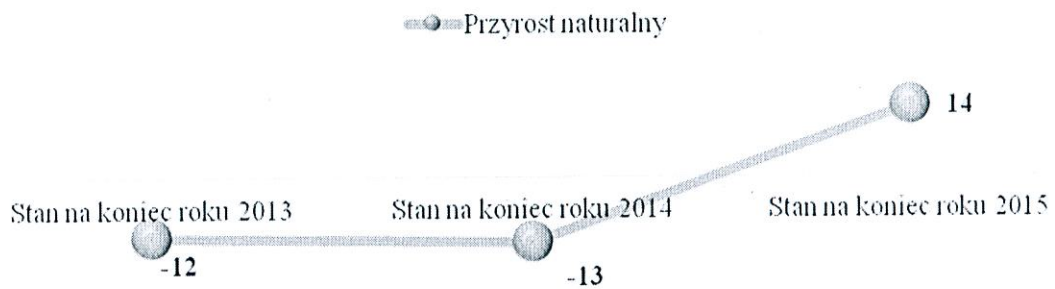 Przyrost naturalny
14
Stan na koniec roku 2013
Stan na koniec roku 2014
Stan na koniec roku 2015
-12
-13